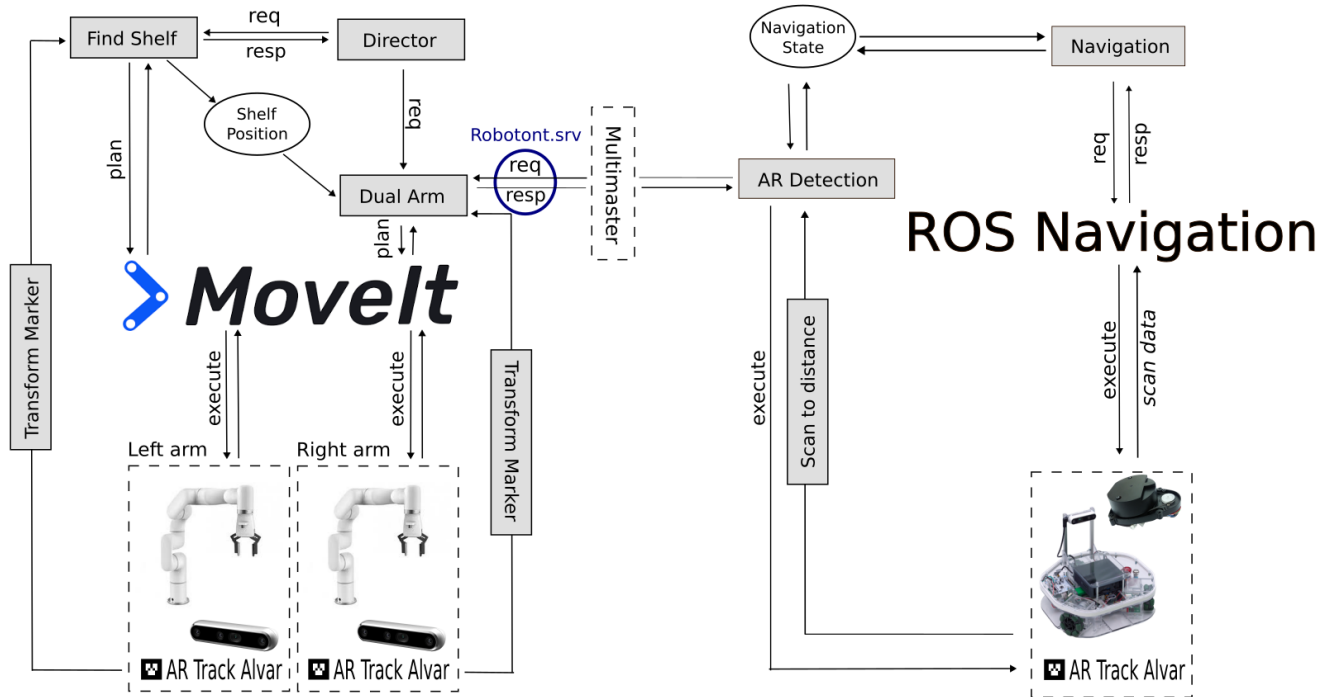 req
Find Shelf
resp
Director
Navigation
State
Navigation
Shelf
Position
plan
req
Robotont.srv
req
resp
Multimaster
AR Detection
req
resp
Dual Arm
plan
ROS Navigation
MoveIt
Transform Marker
execute
execute
Transform Marker
execute
Scan to distance
execute
scan data
Left arm
Right arm
AR Track Alvar
AR Track Alvar
AR Track Alvar